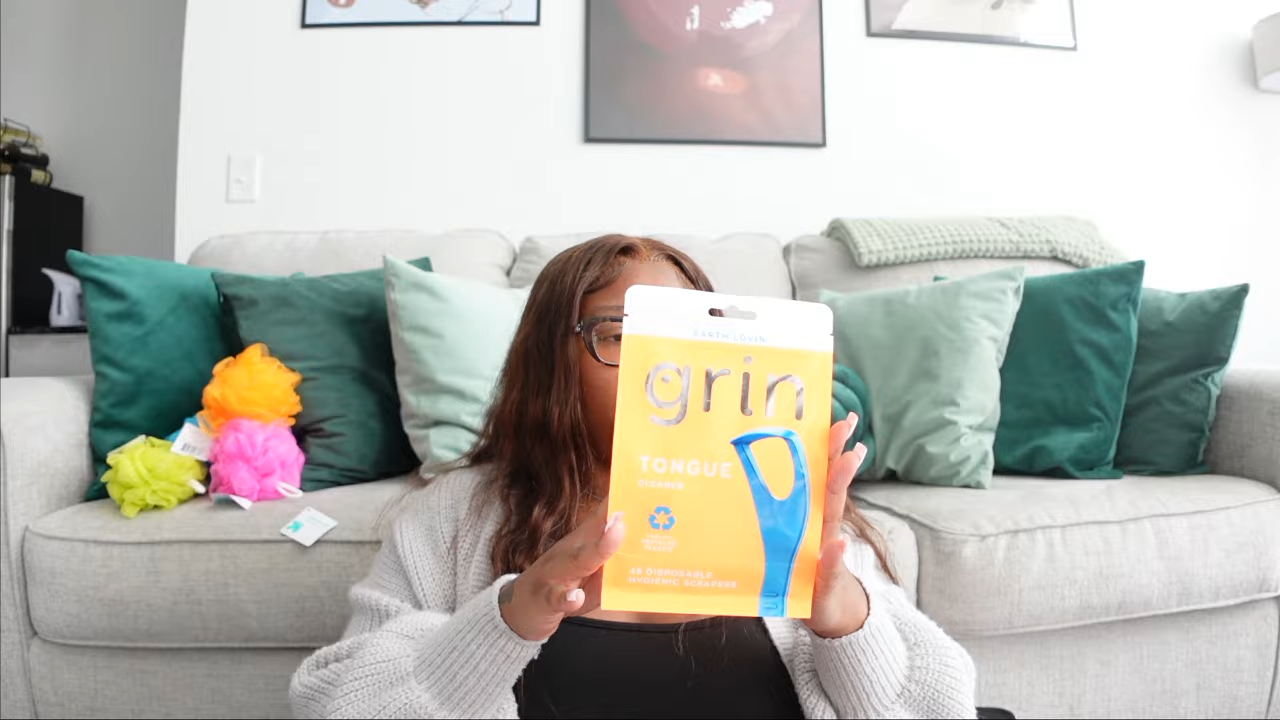 EARTH LOVIN'
grin
TONGUE
CLEANER
48 DISPOSABLE
HYGIENIC SCRAPERS